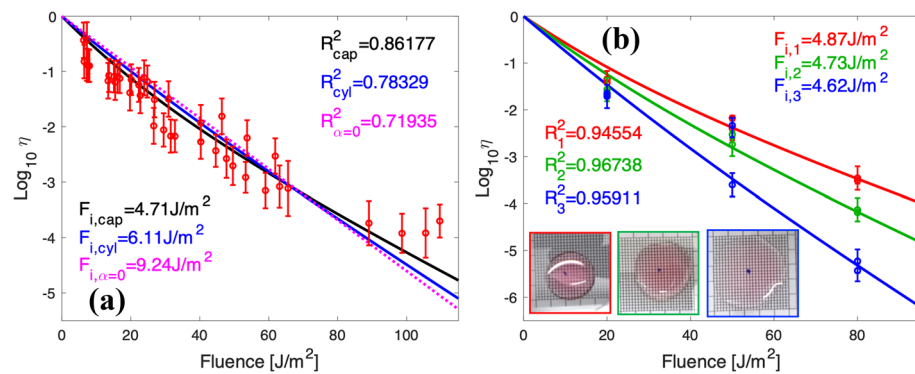 (a)
R²cap=0.86177
R²cyl=0.78329
R²α=0=0.71935
Fi,cap=4.71J/m²
Fi,cyl=6.11J/m²
Fi,α=0=9.24J/m²
Log10 η
0
-1
-2
-3
-4
-5
0 20 40 60 80 100
Fluence [J/m²]
(b)
Fi,1=4.87J/m²
Fi,2=4.73J/m²
Fi,3=4.62J/m²
R²1=0.94554
R²2=0.96738
R²3=0.95911
Log10 η
0
-1
-2
-3
-4
-5
-6
0 20 40 60 80
Fluence [J/m²]